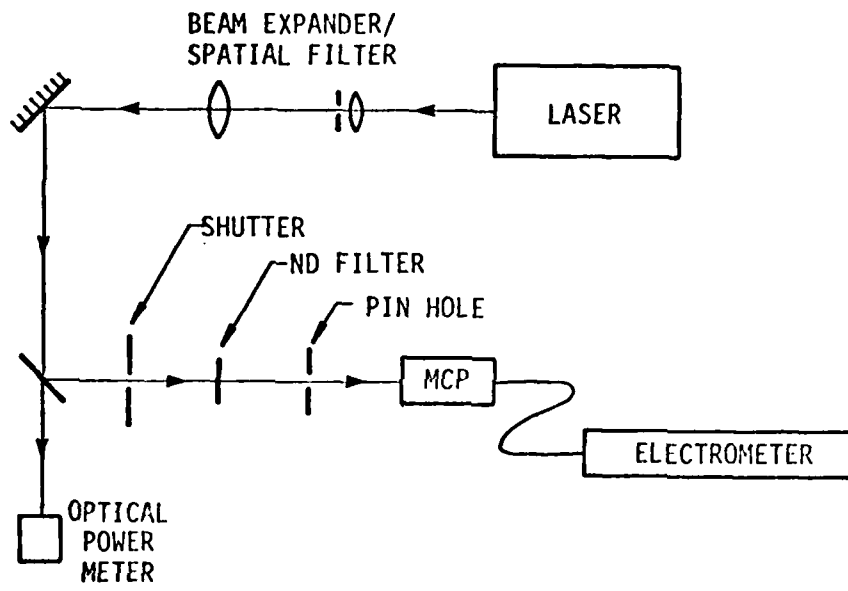 BEAM EXPANDER/
SPATIAL FILTER
LASER
SHUTTER
ND FILTER
PIN HOLE
MCP
ELECTROMETER
OPTICAL
POWER
METER